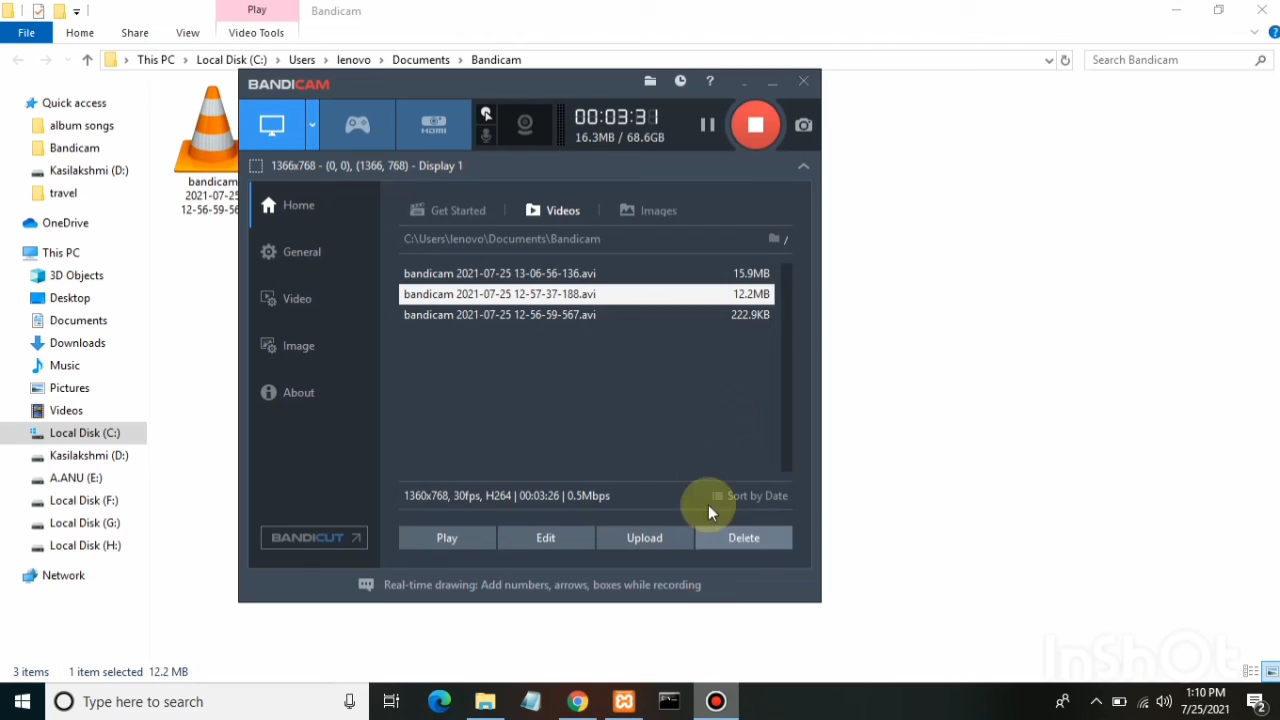 Play
Bandicam
File
Home
Share
View
Video Tools
This PC
Local Disk (C:)
Users
lenovo
Documents
Bandicam
Search Bandicam
Quick access
album songs
Bandicam
Kasilakshmi (D:)
travel
OneDrive
This PC
3D Objects
Desktop
Documents
Downloads
Music
Pictures
Videos
Local Disk (C:)
Kasilakshmi (D:)
A.ANU (E:)
Local Disk (F:)
Local Disk (G:)
Local Disk (H:)
Network
bandicam
2021-07-25
12-56-59-56
BANDICAM
HDMI
00:03:31
16.3MB / 68.6GB
1366x768 - (0, 0), (1366, 768) - Display 1
Home
General
Video
Image
About
BANDICUT
Get Started
Videos
Images
C:\Users\lenovo\Documents\Bandicam
/
bandicam 2021-07-25 13-06-56-136.avi 15.9MB
bandicam 2021-07-25 12-57-37-188.avi 12.2MB
bandicam 2021-07-25 12-56-59-567.avi 222.9KB
1360x768, 30fps, H264 | 00:03:26 | 0.5Mbps
Sort by Date
Play
Edit
Upload
Delete
Real-time drawing: Add numbers, arrows, boxes while recording
InShOt
3 items
1 item selected 12.2 MB
Type here to search
1:10 PM
7/25/2021
2